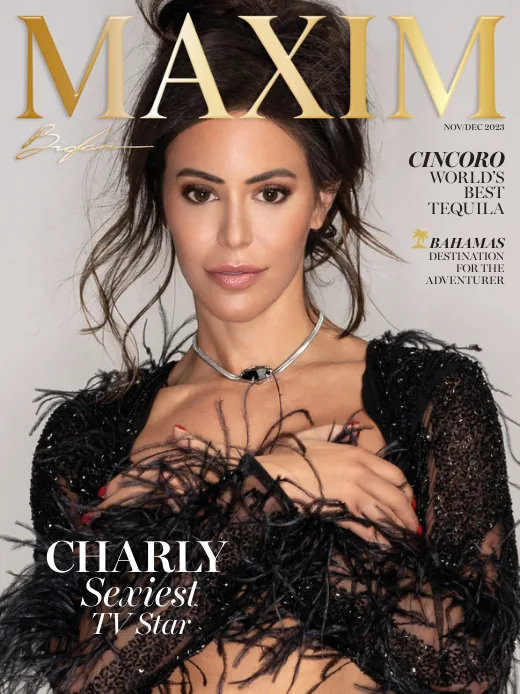 MAXIM
NOV/DEC 2023
CINCORO
WORLD'S
BEST
TEQUILA
BAHAMAS
DESTINATION
FOR THE
ADVENTURER
CHARLY
Sexiest
TV Star